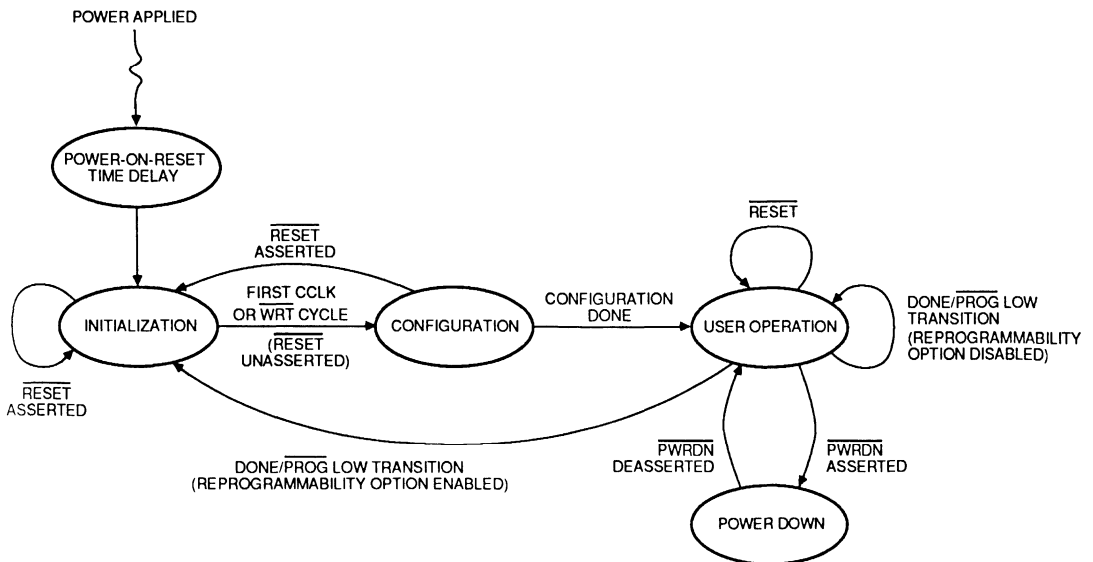 POWER APPLIED
POWER-ON-RESET
TIME DELAY
RESET
ASSERTED
RESET
FIRST CCLK
OR WRT CYCLE
(RESET
UNASSERTED)
INITIALIZATION
CONFIGURATION
CONFIGURATION
DONE
USER OPERATION
DONE/PROG LOW
TRANSITION
(REPROGRAMMABILITY
OPTION DISABLED)
RESET
ASSERTED
DONE/PROG LOW TRANSITION
(REPROGRAMMABILITY OPTION ENABLED)
PWRDN
DEASSERTED
PWRDN
ASSERTED
POWER DOWN